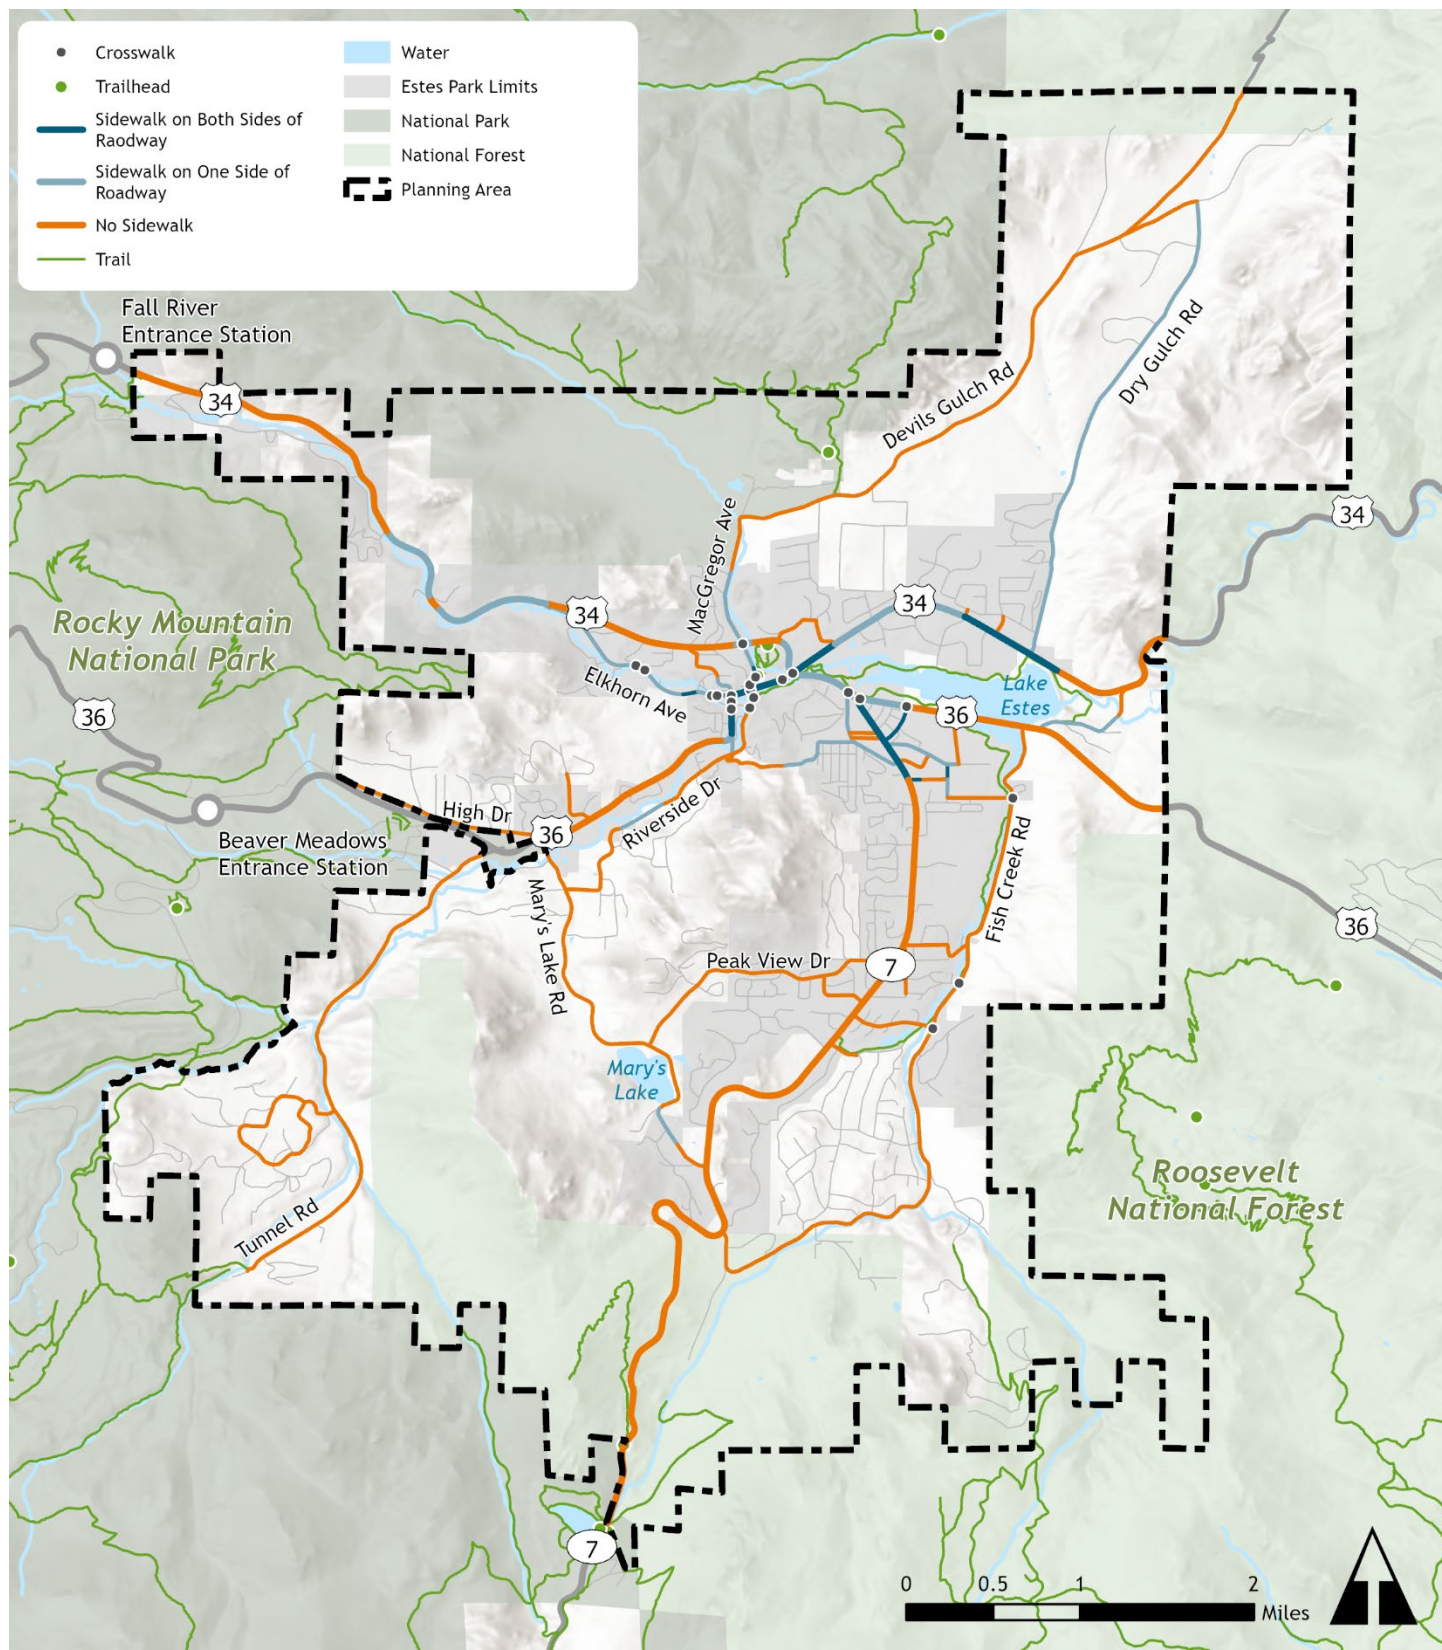 Crosswalk
Trailhead
Sidewalk on Both Sides of
Raodway
Sidewalk on One Side of
Roadway
No Sidewalk
Trail
Water
Estes Park Limits
National Park
National Forest
Planning Area
Fall River
Entrance Station
34
Devils Gulch Rd
Dry Gulch Rd
34
MacGregor Ave
34
34
Rocky Mountain
National Park
Elkhorn Ave
Lake
Estes
36
36
High Dr
36
Riverside Dr
Beaver Meadows
Entrance Station
Mary's Lake Rd
Fish Creek Rd
36
Peak View Dr
7
Mary's
Lake
Roosevelt
National Forest
Tunnel Rd
7
0 0.5 1 2
Miles